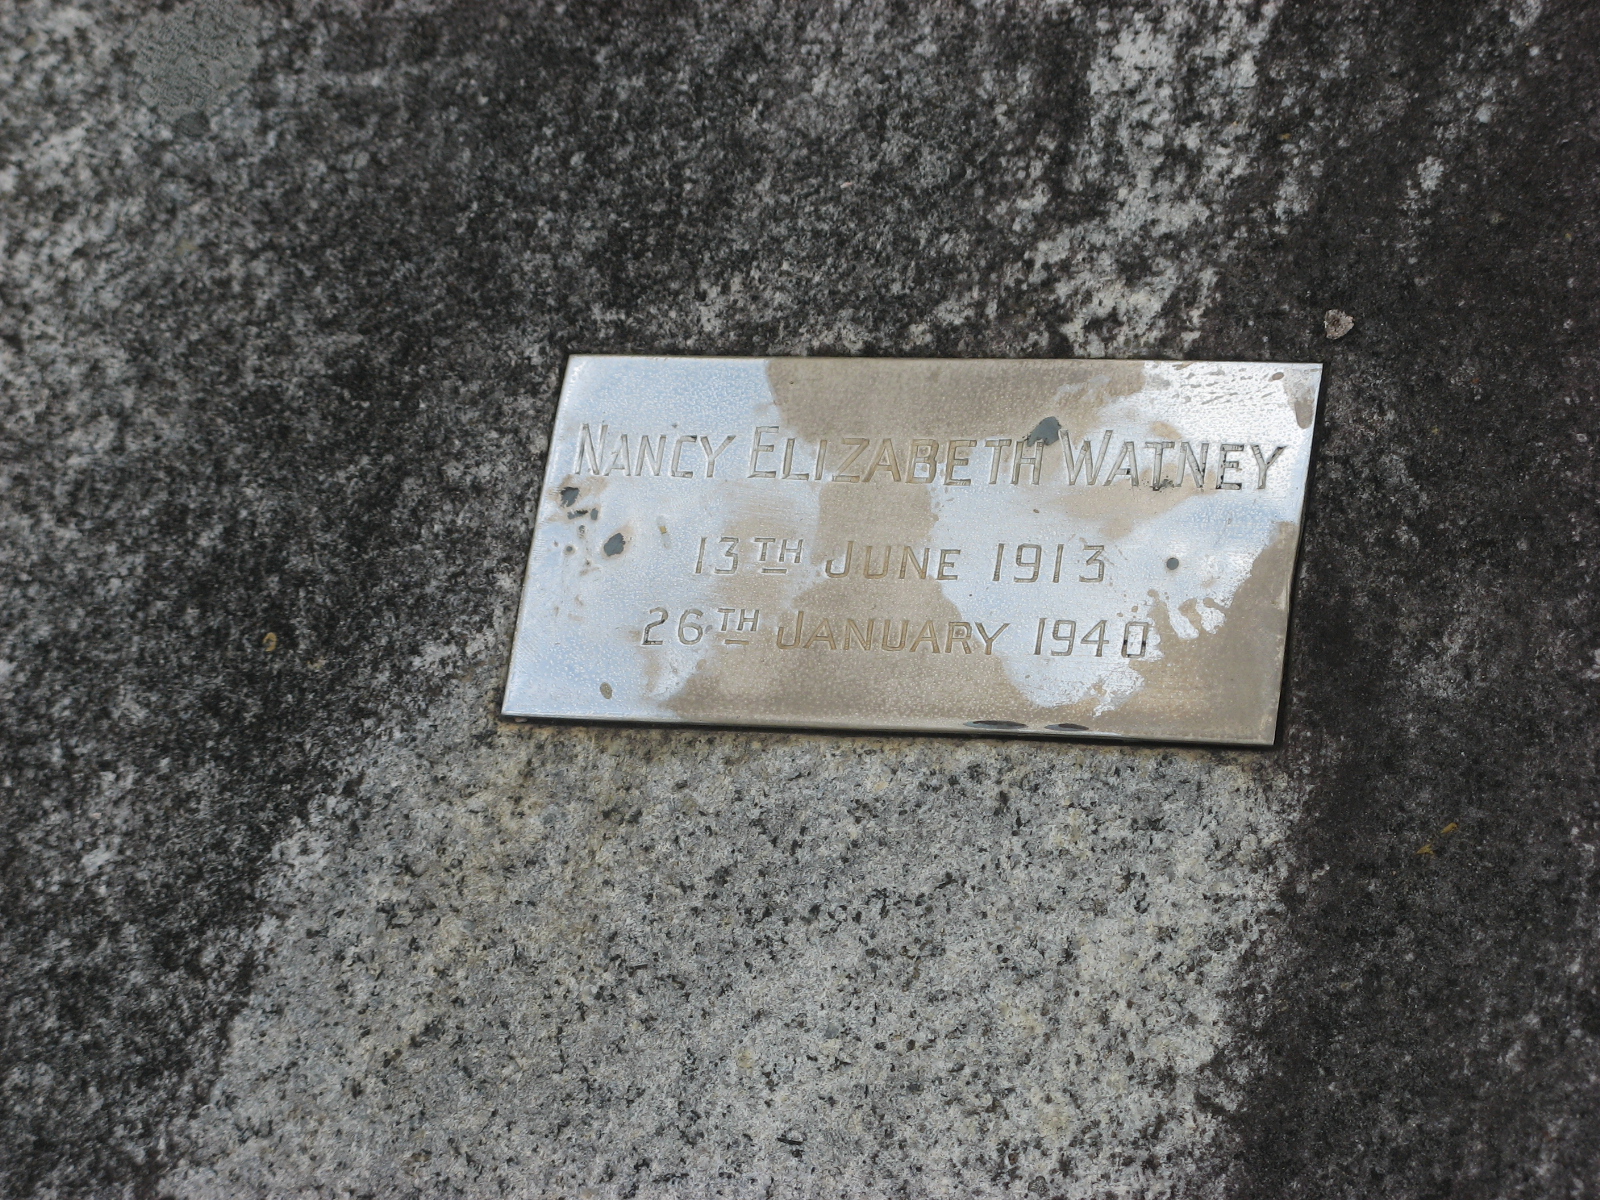 NANCY ELIZABETH WATNEY
13TH JUNE 1913
26TH JANUARY 1940